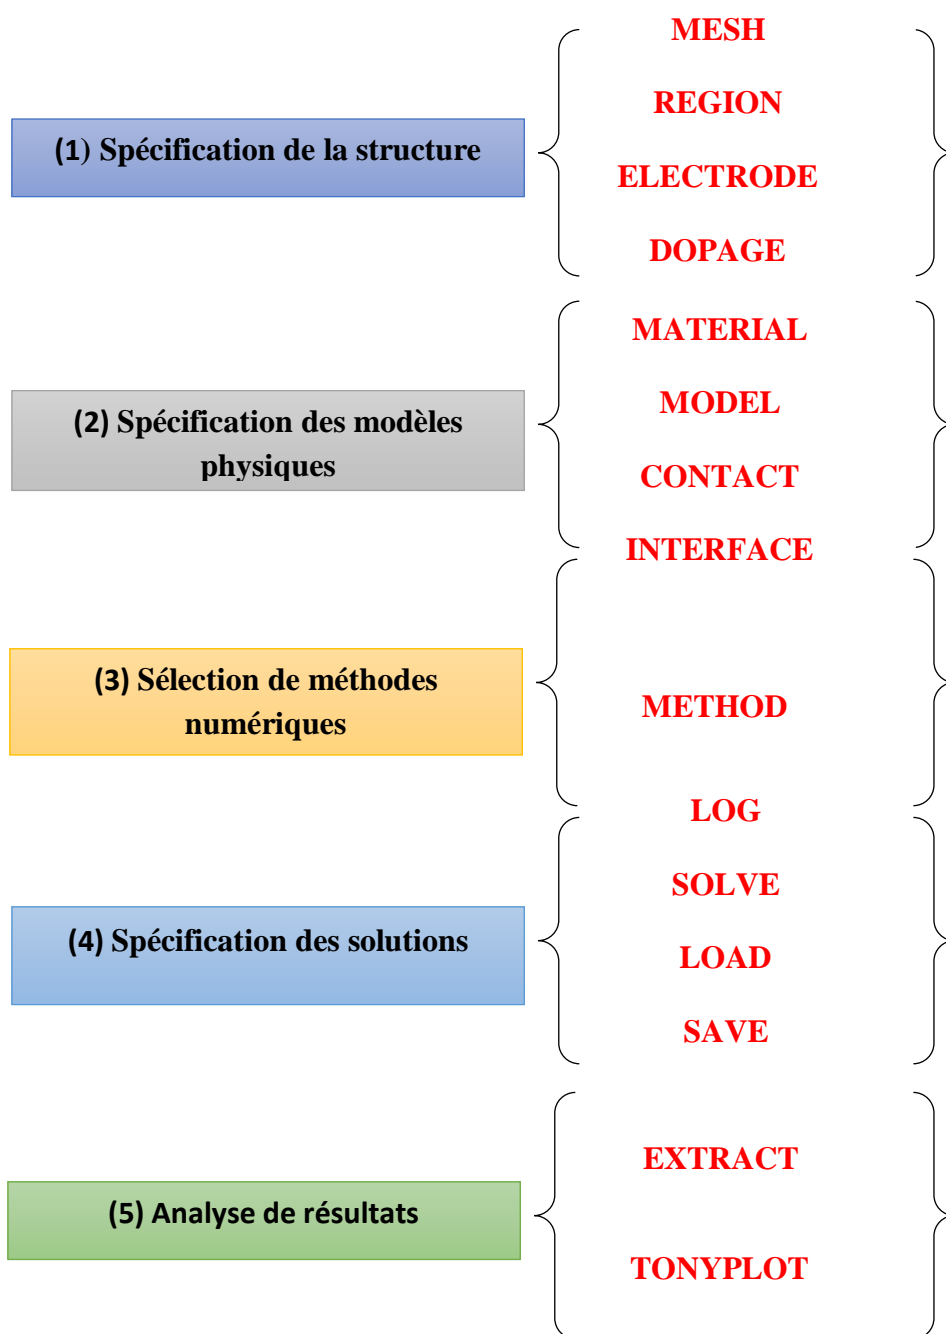 (1) Spécification de la structure
MESH
REGION
ELECTRODE
DOPAGE
(2) Spécification des modèles
physiques
MATERIAL
MODEL
CONTACT
INTERFACE
(3) Sélection de méthodes
numériques
METHOD
(4) Spécification des solutions
LOG
SOLVE
LOAD
SAVE
(5) Analyse de résultats
EXTRACT
TONYPLOT